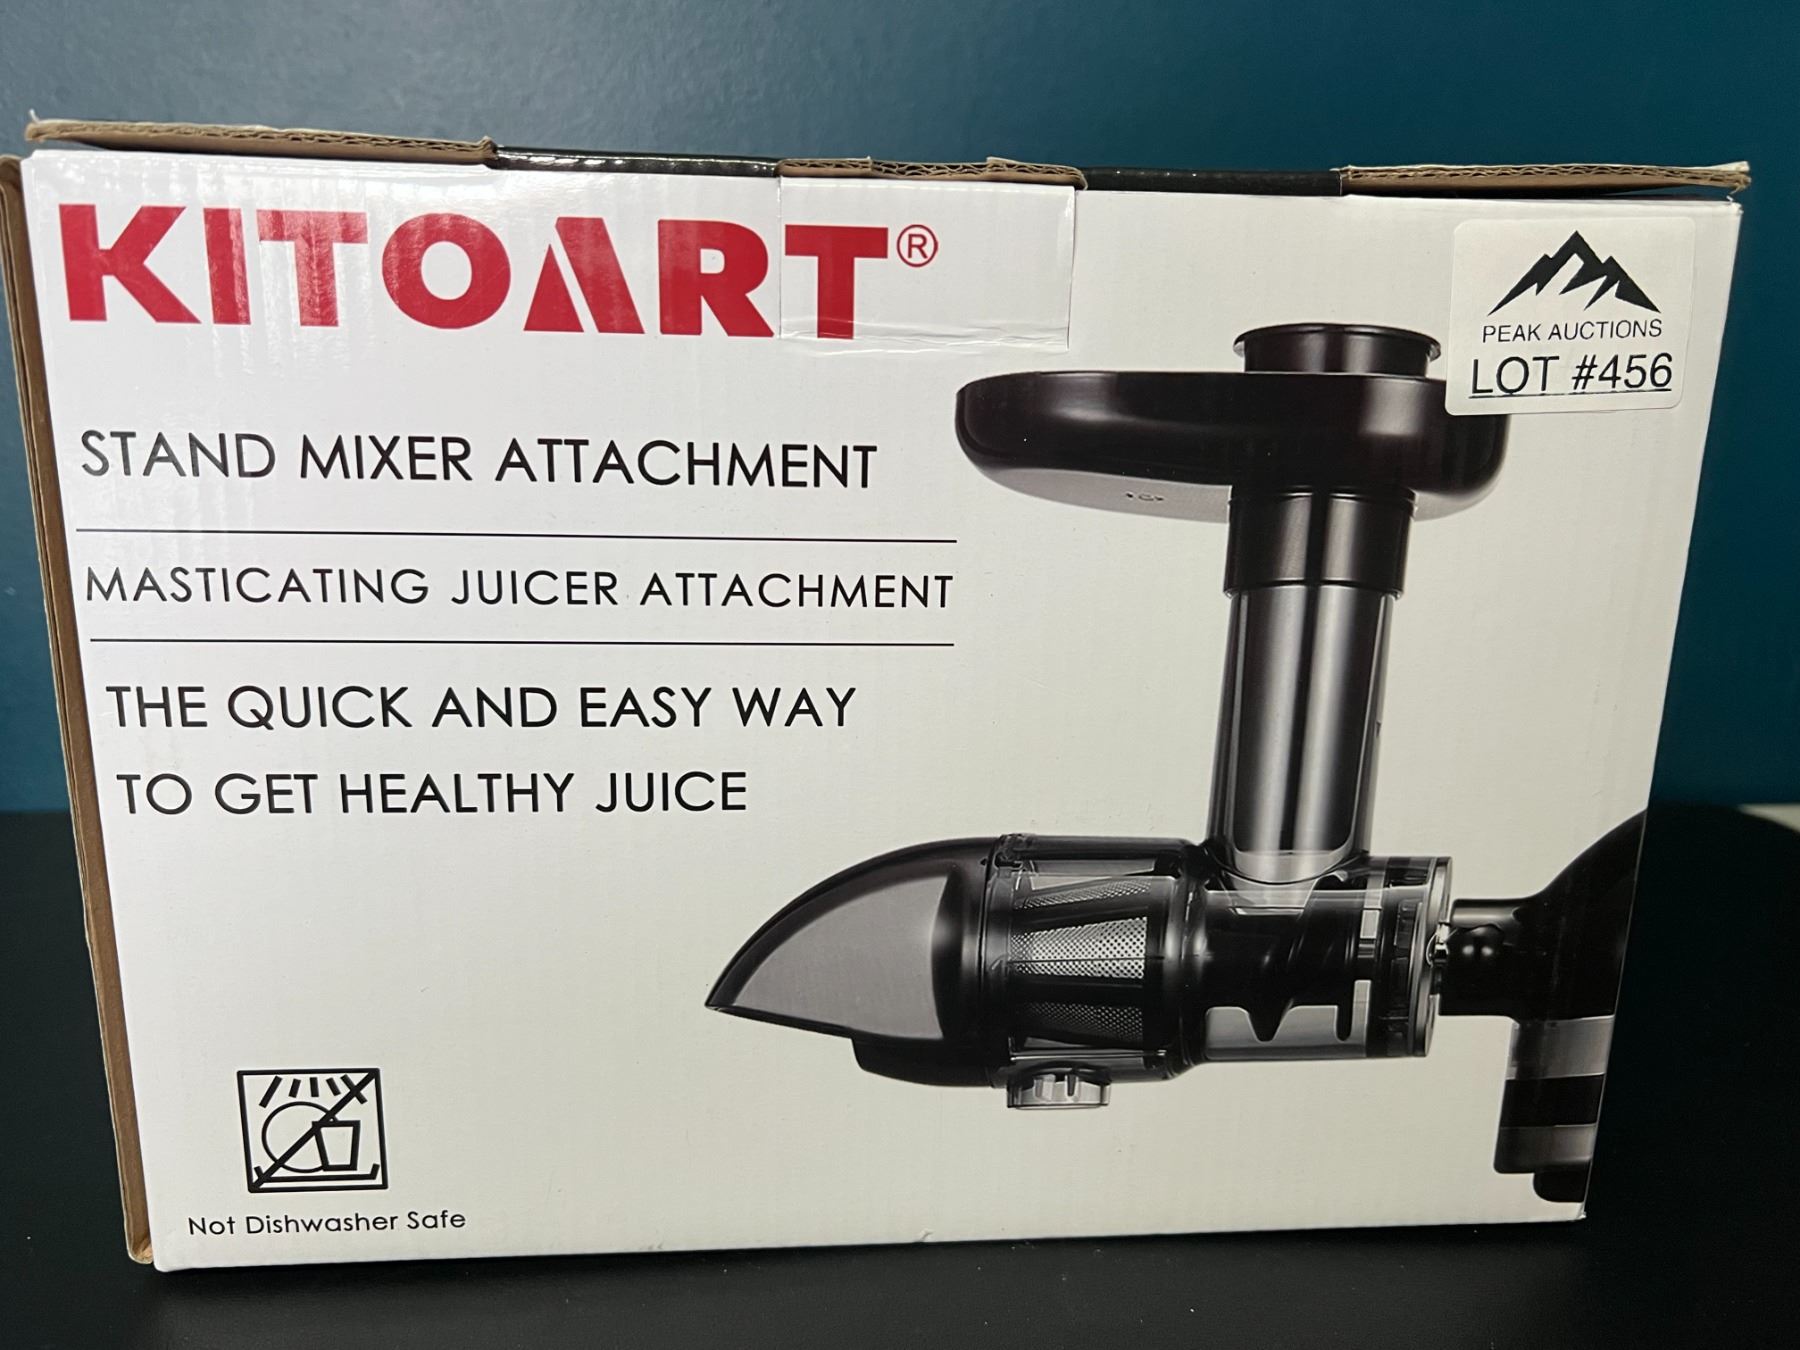 KITOART®
PEAK AUCTIONS
LOT #456
STAND MIXER ATTACHMENT
MASTICATING JUICER ATTACHMENT
THE QUICK AND EASY WAY
TO GET HEALTHY JUICE
Not Dishwasher Safe